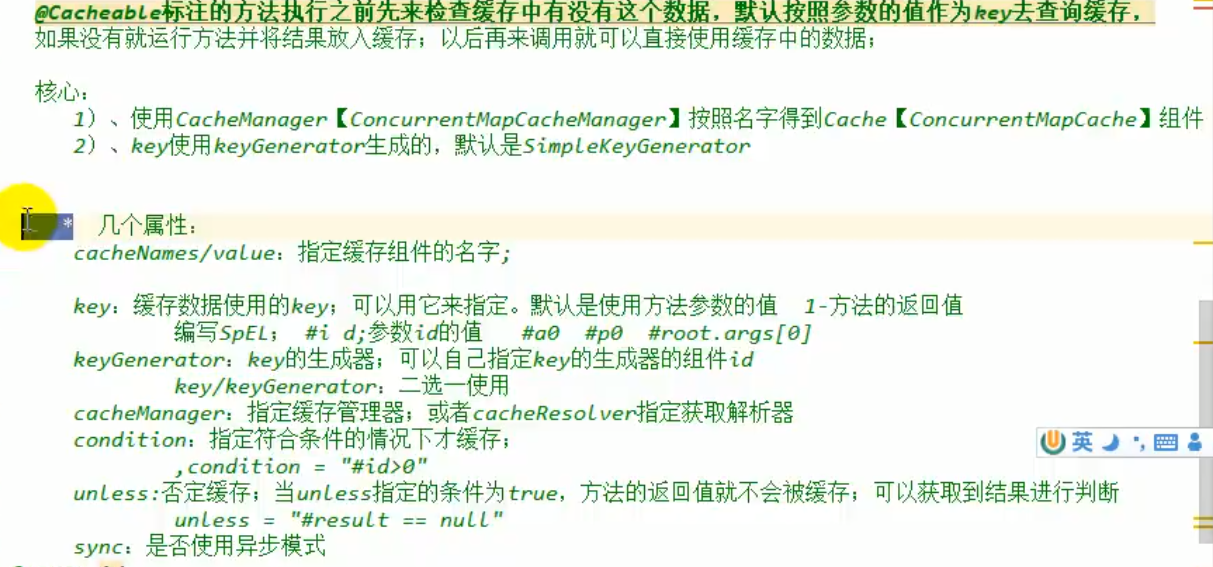 @Cacheable标注的方法执行之前先来检查缓存中有没有这个数据，默认按照参数的值作为key去查询缓存，
如果没有就运行方法并将结果放入缓存；以后再来调用就可以直接使用缓存中的数据；
核心：
1）、使用CacheManager【ConcurrentMapCacheManager】按照名字得到Cache【ConcurrentMapCache】组件
2）、key使用keyGenerator生成的，默认是SimpleKeyGenerator
* 几个属性：
cacheNames/value：指定缓存组件的名字;
key：缓存数据使用的key；可以用它来指定。默认是使用方法参数的值 1-方法的返回值
编写SpEL； #i d;参数id的值 #a0 #p0 #root.args[0]
keyGenerator：key的生成器；可以自己指定key的生成器的组件id
key/keyGenerator：二选一使用
cacheManager：指定缓存管理器；或者cacheResolver指定获取解析器
condition：指定符合条件的情况下才缓存；
,condition = "#id>0"
unless:否定缓存；当unless指定的条件为true，方法的返回值就不会被缓存；可以获取到结果进行判断
unless = "#result == null"
sync：是否使用异步模式
英